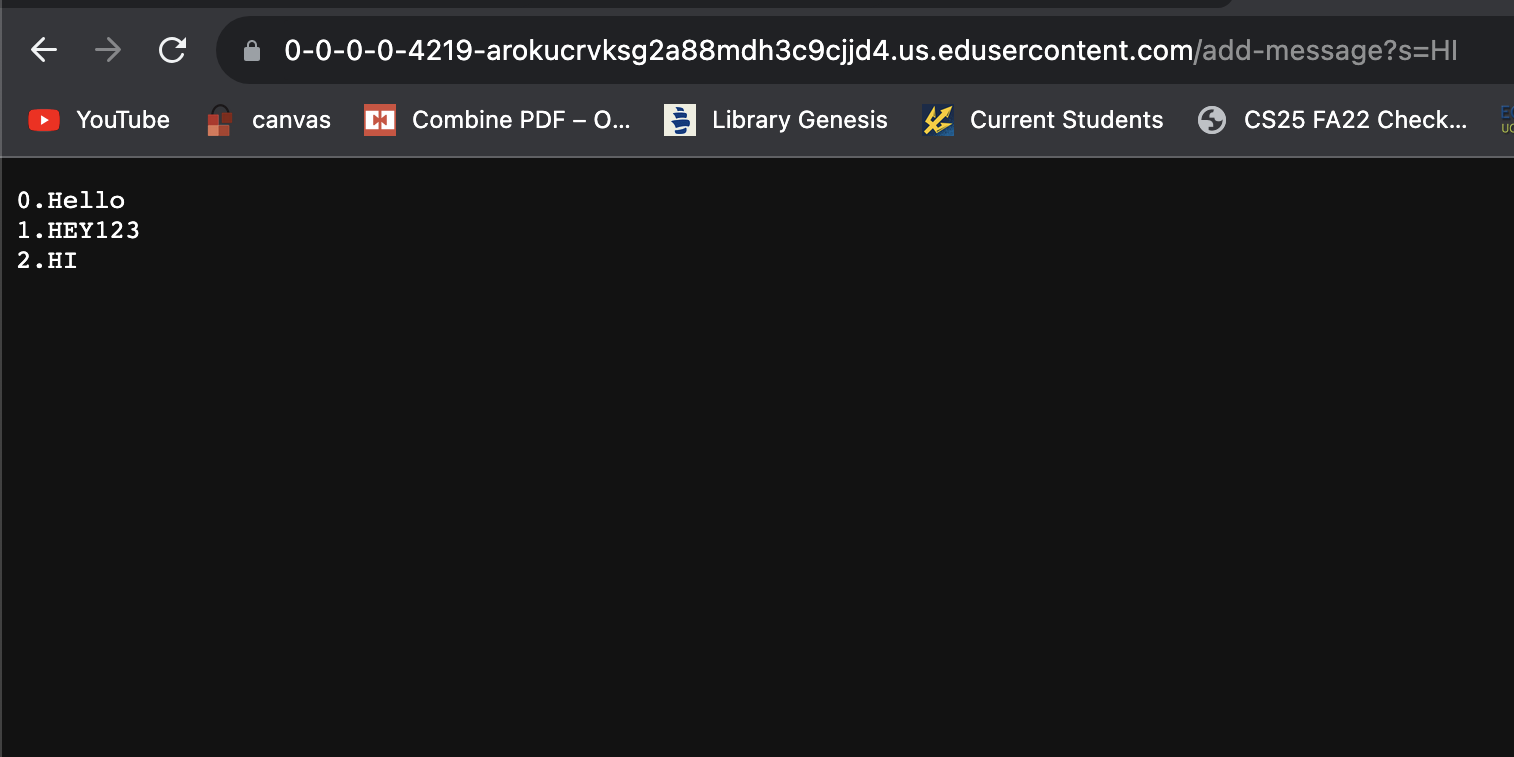 0-0-0-0-4219-arokucrvksg2a88mdh3c9cjjd4.us.edusercontent.com/add-message?s=HI
YouTube canvas Combine PDF – O... Library Genesis Current Students CS25 FA22 Check...
0.Hello
1.HEY123
2.HI